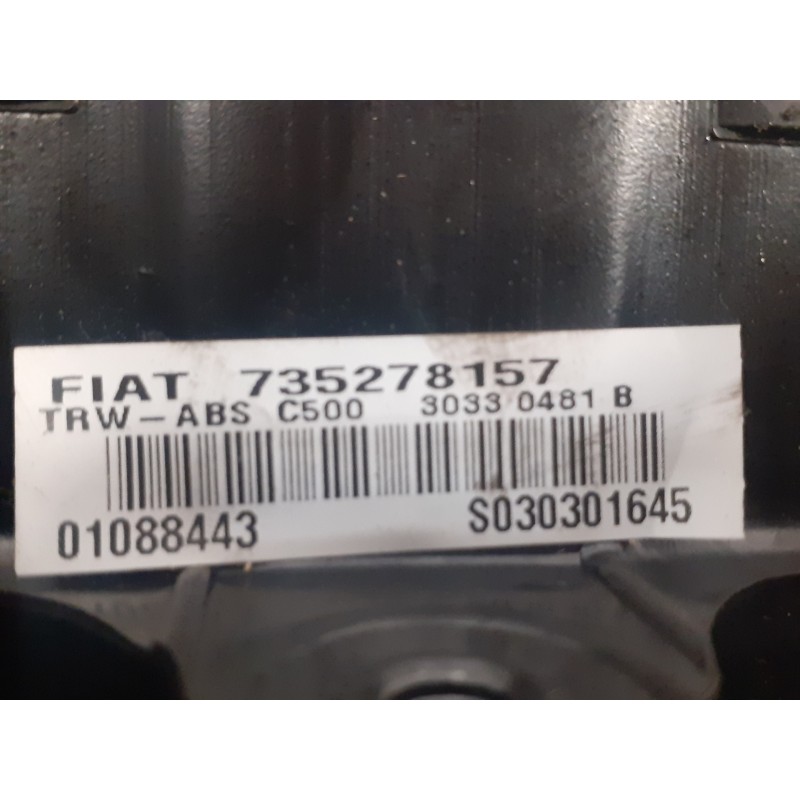 FIAT 735278157
TRW-ABS C500 3033 0481 B
01088443 S030301645